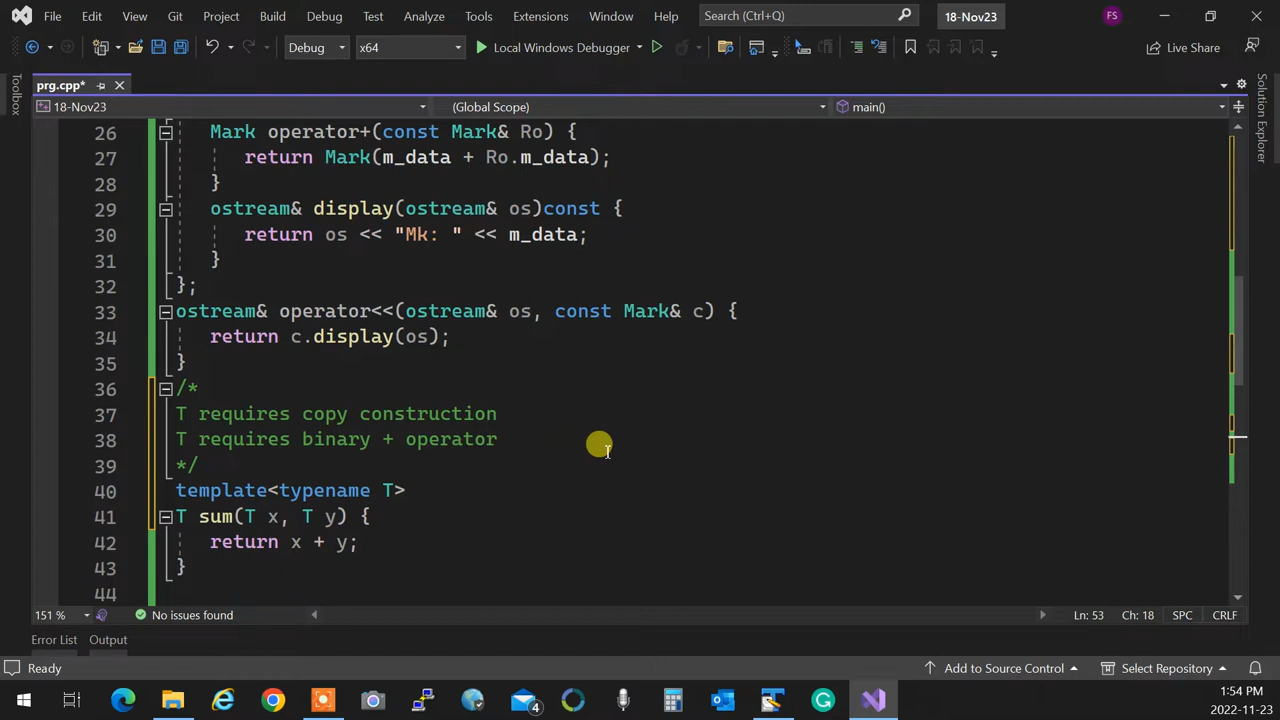 File Edit View Git Project Build Debug Test Analyze Tools Extensions Window Help Search (Ctrl+Q) 18-Nov23 FS
Debug x64 Local Windows Debugger Live Share
Toolbox
prg.cpp*
Solution Explorer
18-Nov23 (Global Scope) main()
26 Mark operator+(const Mark& Ro) {
27 return Mark(m_data + Ro.m_data);
28 }
29 ostream& display(ostream& os)const {
30 return os << "Mk: " << m_data;
31 }
32 };
33 ostream& operator<<(ostream& os, const Mark& c) {
34 return c.display(os);
35 }
36 /*
37 T requires copy construction
38 T requires binary + operator
39 */
40 template<typename T>
41 T sum(T x, T y) {
42 return x + y;
43 }
44
151 % No issues found Ln: 53 Ch: 18 SPC CRLF
Error List Output
Ready Add to Source Control Select Repository
4
1:54 PM
2022-11-23